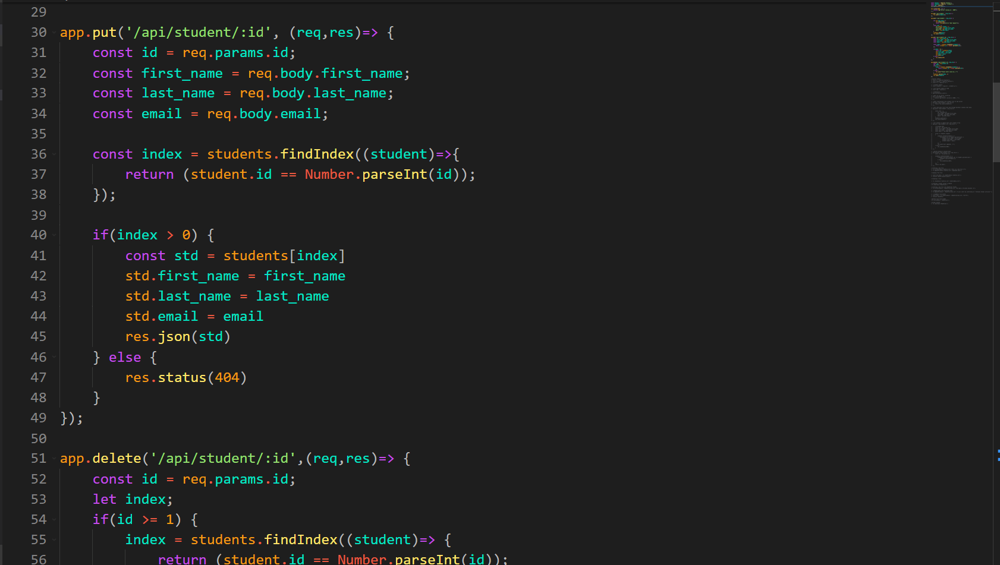 29
30 app.put('/api/student/:id', (req,res)=> {
31 const id = req.params.id;
32 const first_name = req.body.first_name;
33 const last_name = req.body.last_name;
34 const email = req.body.email;
35
36 const index = students.findIndex((student)=>{
37 return (student.id == Number.parseInt(id));
38 });
39
40 if(index > 0) {
41 const std = students[index]
42 std.first_name = first_name
43 std.last_name = last_name
44 std.email = email
45 res.json(std)
46 } else {
47 res.status(404)
48 }
49 });
50
51 app.delete('/api/student/:id',(req,res)=> {
52 const id = req.params.id;
53 let index;
54 if(id >= 1) {
55 index = students.findIndex((student)=> {
56 return (student.id == Number.parseInt(id));